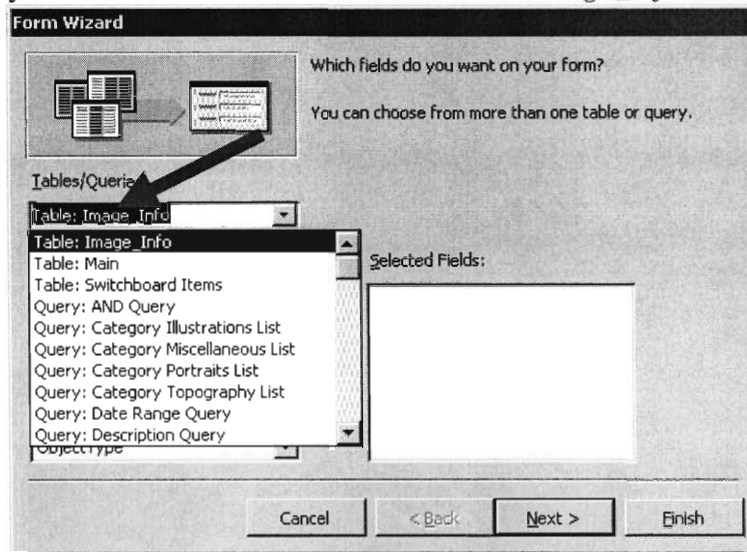 Form Wizard
Which fields do you want on your form?
You can choose from more than one table or query.
Tables/Querie
Table: Image_Info
Table: Image_Info
Table: Main
Table: Switchboard Items
Query: AND Query
Query: Category Illustrations List
Query: Category Miscellaneous List
Query: Category Portraits List
Query: Category Topography List
Query: Date Range Query
Query: Description Query
ObjectType
Selected Fields:
Cancel
< Back
Next >
Finish